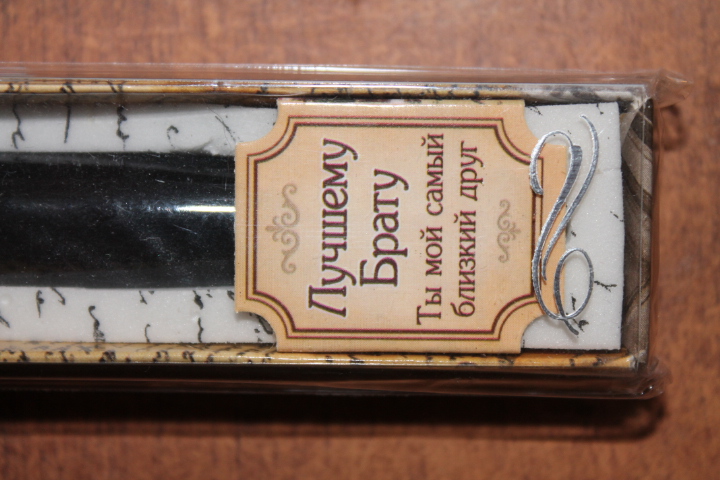 Лучшему
Брату
Ты мой самый
близкий друг